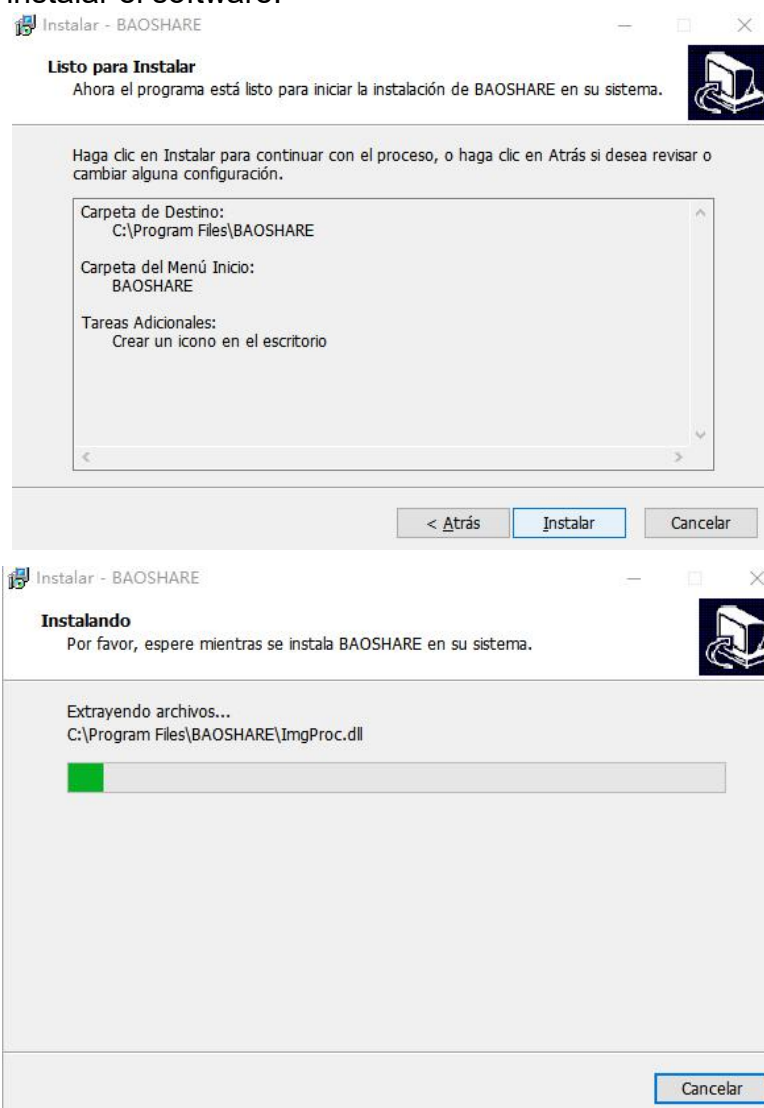 instalar el software.
Instalar - BAOSHARE
Listo para Instalar
Ahora el programa está listo para iniciar la instalación de BAOSHARE en su sistema.
Haga clic en Instalar para continuar con el proceso, o haga clic en Atrás si desea revisar o
cambiar alguna configuración.
Carpeta de Destino:
C:\Program Files\BAOSHARE
Carpeta del Menú Inicio:
BAOSHARE
Tareas Adicionales:
Crear un icono en el escritorio
< Atrás
Instalar
Cancelar
Instalar - BAOSHARE
Instalando
Por favor, espere mientras se instala BAOSHARE en su sistema.
Extrayendo archivos...
C:\Program Files\BAOSHARE\ImgProc.dll
Cancelar